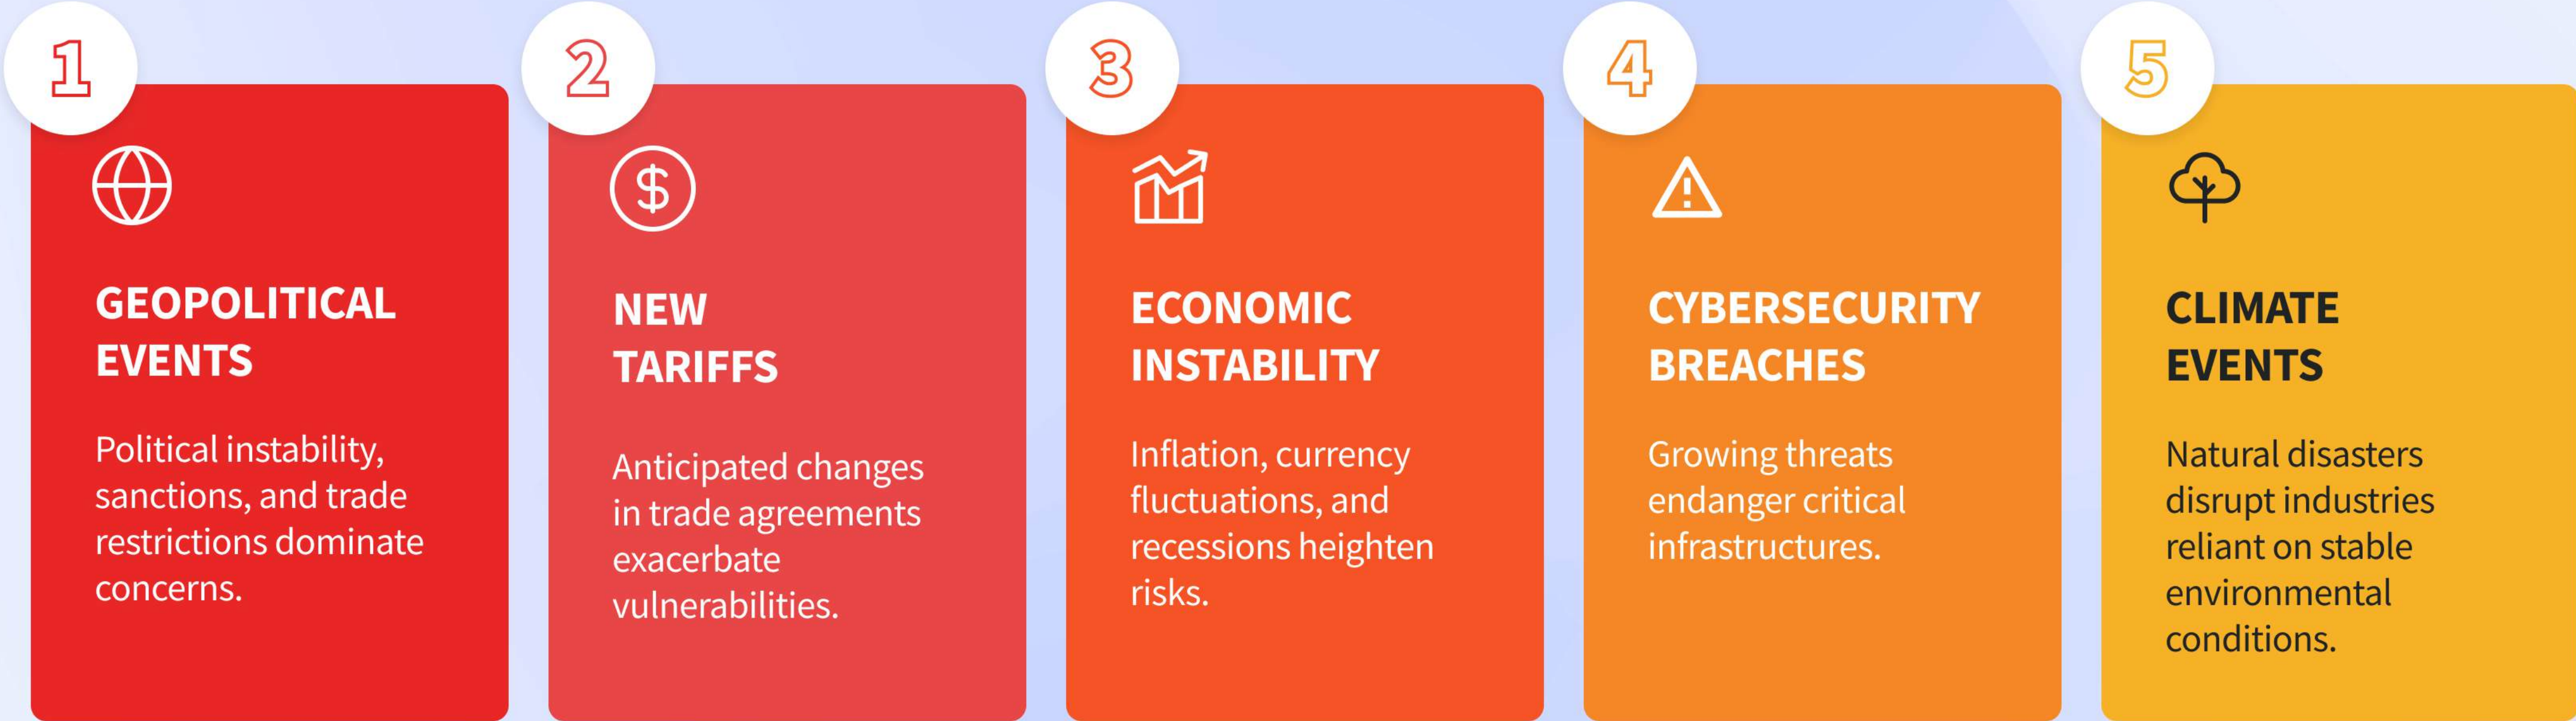 1
GEOPOLITICAL
EVENTS
Political instability,
sanctions, and trade
restrictions dominate
concerns.
2
$
NEW
TARIFFS
Anticipated changes
in trade agreements
exacerbate
vulnerabilities.
3
ECONOMIC
INSTABILITY
Inflation, currency
fluctuations, and
recessions heighten
risks.
4
CYBERSECURITY
BREACHES
Growing threats
endanger critical
infrastructures.
5
CLIMATE
EVENTS
Natural disasters
disrupt industries
reliant on stable
environmental
conditions.